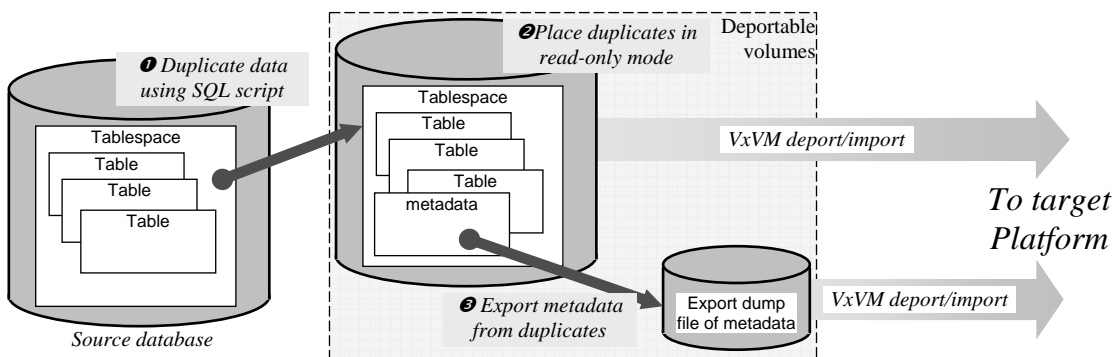 ❶ Duplicate data
using SQL script
Tablespace
Table
Table
Table
Source database
❷Place duplicates in
read-only mode
Deportable
volumes
Tablespace
Table
Table
Table
metadata
❸ Export metadata
from duplicates
Export dump
file of metadata
VxVM deport/import
VxVM deport/import
To target
Platform